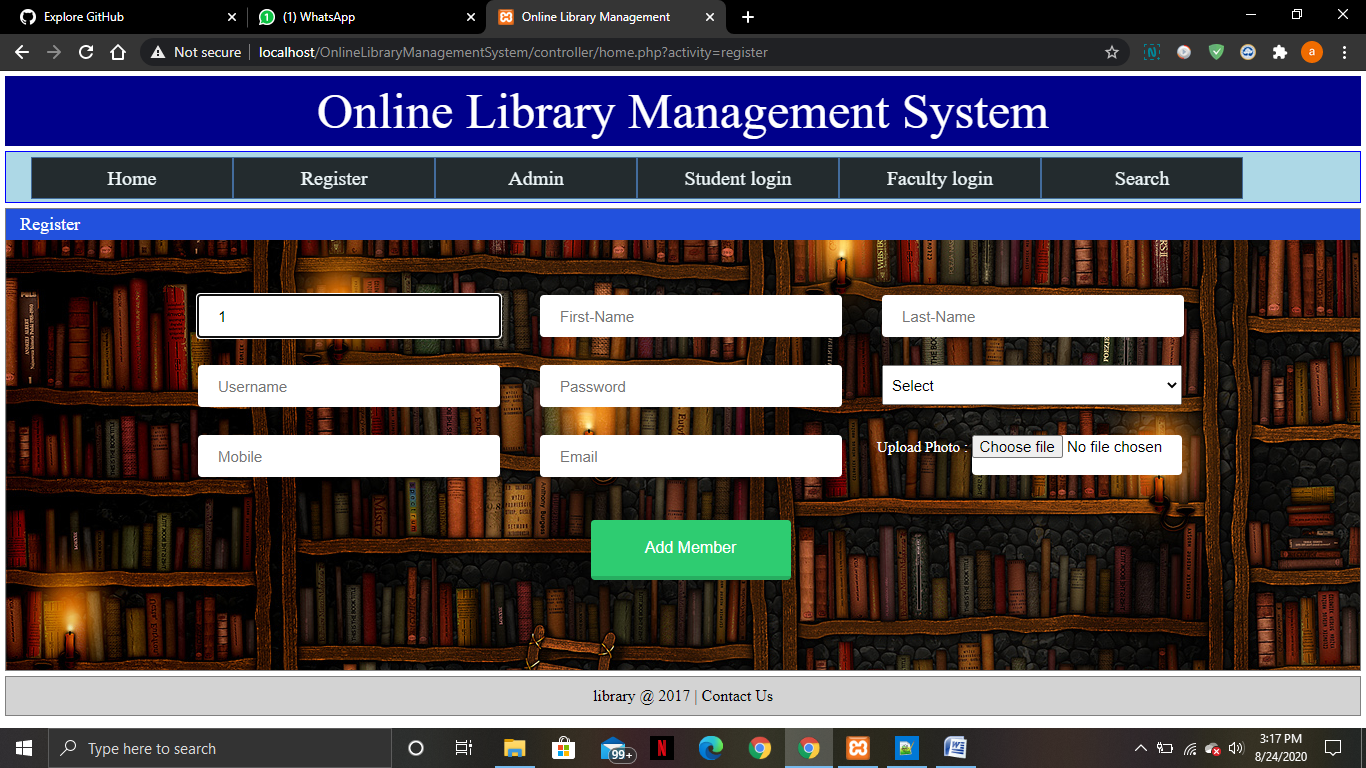 Explore GitHub
(1) WhatsApp
Online Library Management
Not secure | localhost/OnlineLibraryManagementSystem/controller/home.php?activity=register
a
Online Library Management System
Home Register Admin Student login Faculty login Search
Register
1 First-Name Last-Name
Username Password Select
Mobile Email Upload Photo : Choose file No file chosen
Add Member
library @ 2017 | Contact Us
Type here to search
99+
3:17 PM
8/24/2020